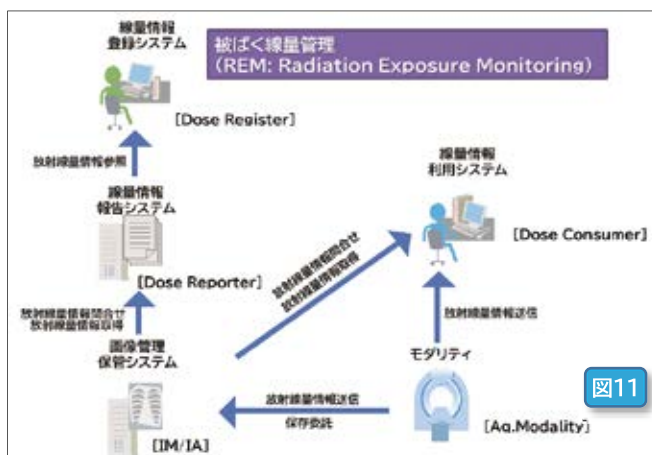 線量情報
登録システム
被ばく線量管理
(REM: Radiation Exposure Monitoring)
[Dose Register]
放射線量情報参照
線量情報
報告システム
[Dose Reporter]
線量情報
利用システム
[Dose Consumer]
放射線量情報問合せ
放射線量情報取得
放射線量情報問合せ
放射線量情報取得
放射線量情報送信
画像管理
保管システム
[IM/IA]
放射線量情報送信
保存委託
モダリティ
[Aq.Modality]
図11